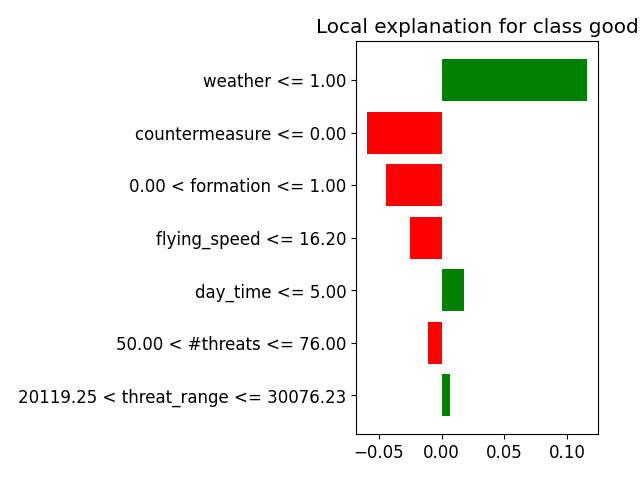 Local explanation for class good
weather <= 1.00
countermeasure <= 0.00
0.00 < formation <= 1.00
flying_speed <= 16.20
day_time <= 5.00
50.00 < #threats <= 76.00
20119.25 < threat_range <= 30076.23
−0.05 0.00 0.05 0.10